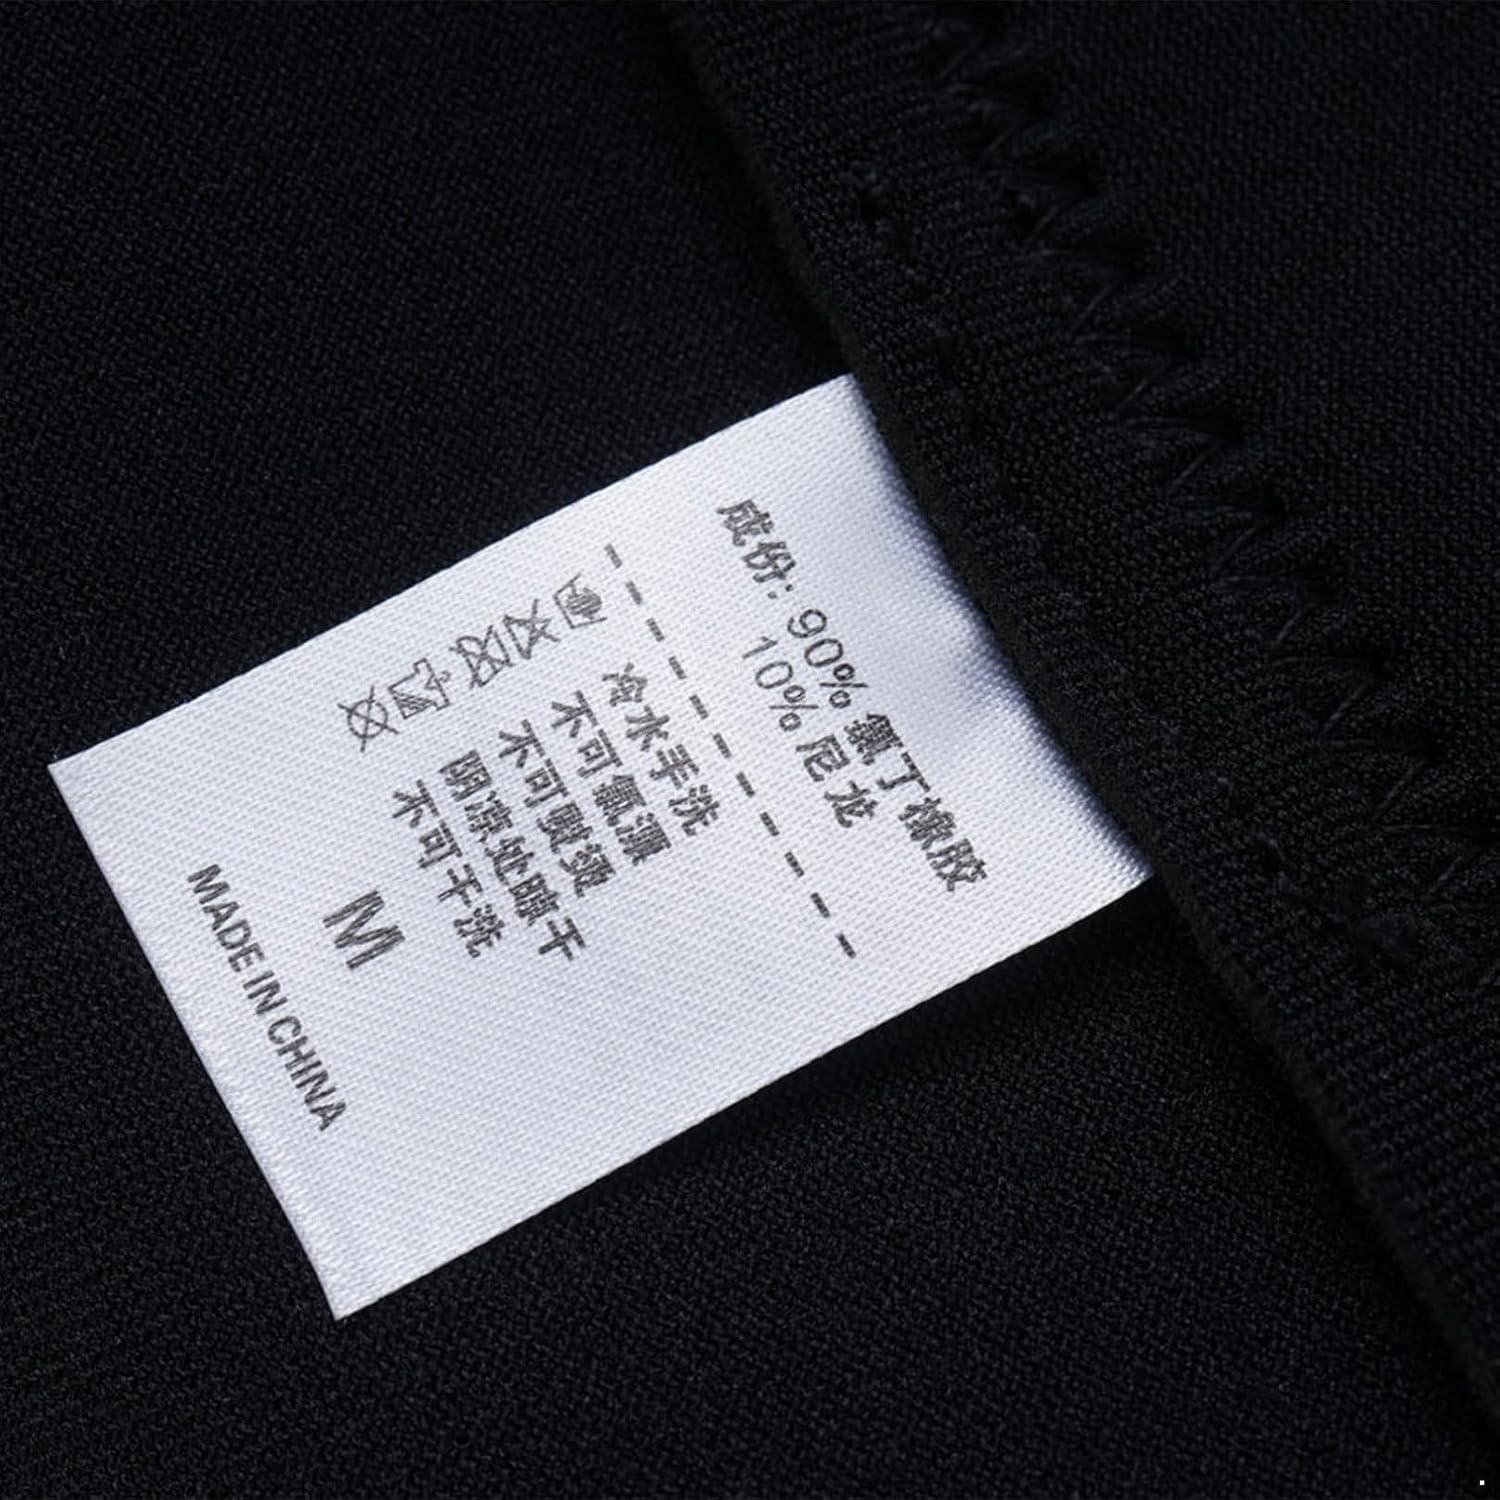 成份: 90% 氯丁橡胶
10% 尼龙
冷水手洗
不可氯漂
不可熨烫
阴凉处晾干
不可干洗
M
MADE IN CHINA